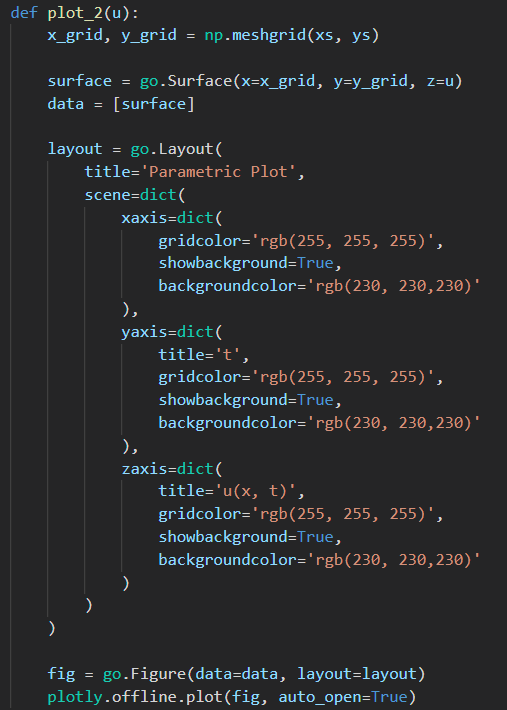 def plot_2(u):
    x_grid, y_grid = np.meshgrid(xs, ys)

    surface = go.Surface(x=x_grid, y=y_grid, z=u)
    data = [surface]

    layout = go.Layout(
        title='Parametric Plot',
        scene=dict(
            xaxis=dict(
                gridcolor='rgb(255, 255, 255)',
                showbackground=True,
                backgroundcolor='rgb(230, 230,230)'
            ),
            yaxis=dict(
                title='t',
                gridcolor='rgb(255, 255, 255)',
                showbackground=True,
                backgroundcolor='rgb(230, 230,230)'
            ),
            zaxis=dict(
                title='u(x, t)',
                gridcolor='rgb(255, 255, 255)',
                showbackground=True,
                backgroundcolor='rgb(230, 230,230)'
            )
        )
    )

    fig = go.Figure(data=data, layout=layout)
    plotly.offline.plot(fig, auto_open=True)